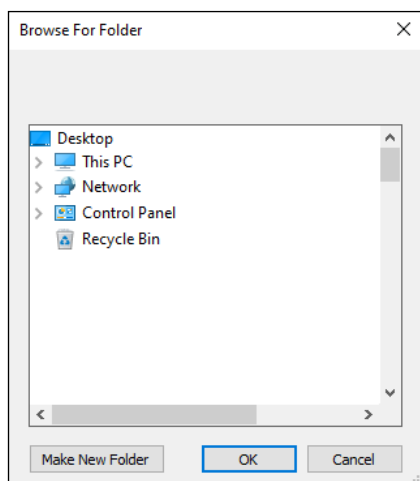 Browse For Folder
Desktop
This PC
Network
Control Panel
Recycle Bin
Make New Folder OK Cancel